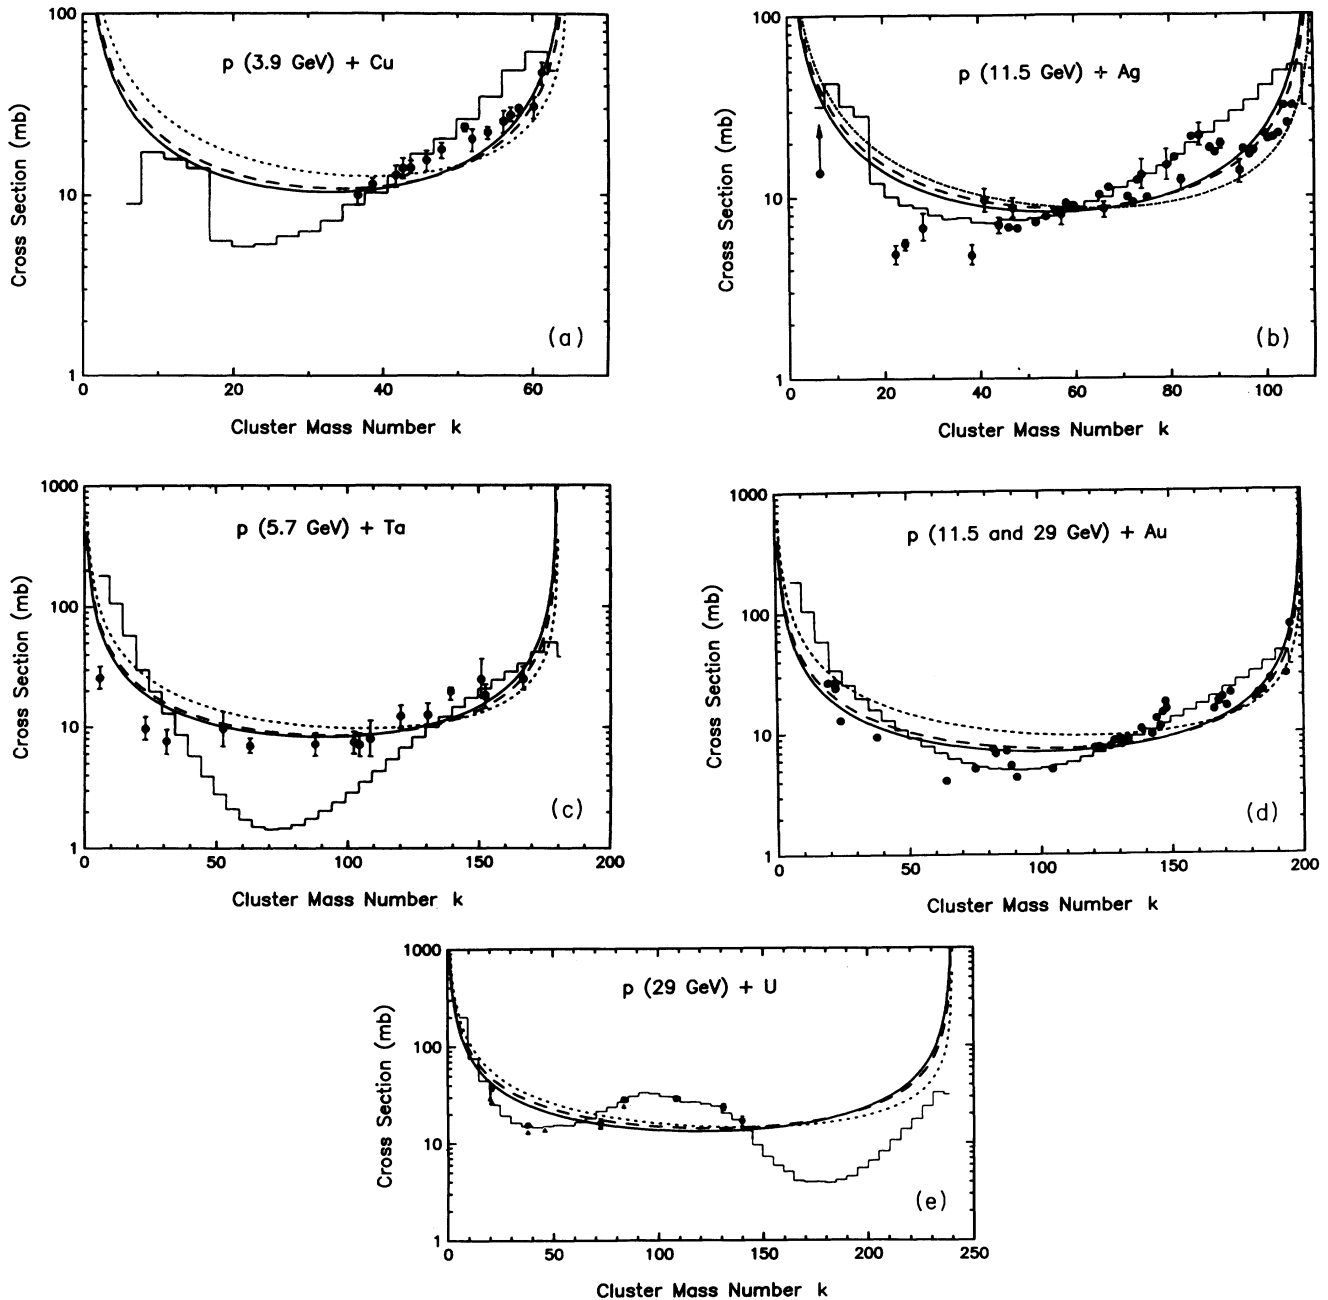 p (3.9 GeV) + Cu
100
10
1
Cross Section (mb)
(a)
0 20 40 60
Cluster Mass Number k
p (11.5 GeV) + Ag
100
10
1
Cross Section (mb)
(b)
0 20 40 60 80 100
Cluster Mass Number k
p (5.7 GeV) + Ta
1000
100
10
1
Cross Section (mb)
(c)
0 50 100 150 200
Cluster Mass Number k
p (11.5 and 29 GeV) + Au
1000
100
10
1
Cross Section (mb)
(d)
0 50 100 150 200
Cluster Mass Number k
p (29 GeV) + U
1000
100
10
1
Cross Section (mb)
(e)
0 50 100 150 200 250
Cluster Mass Number k